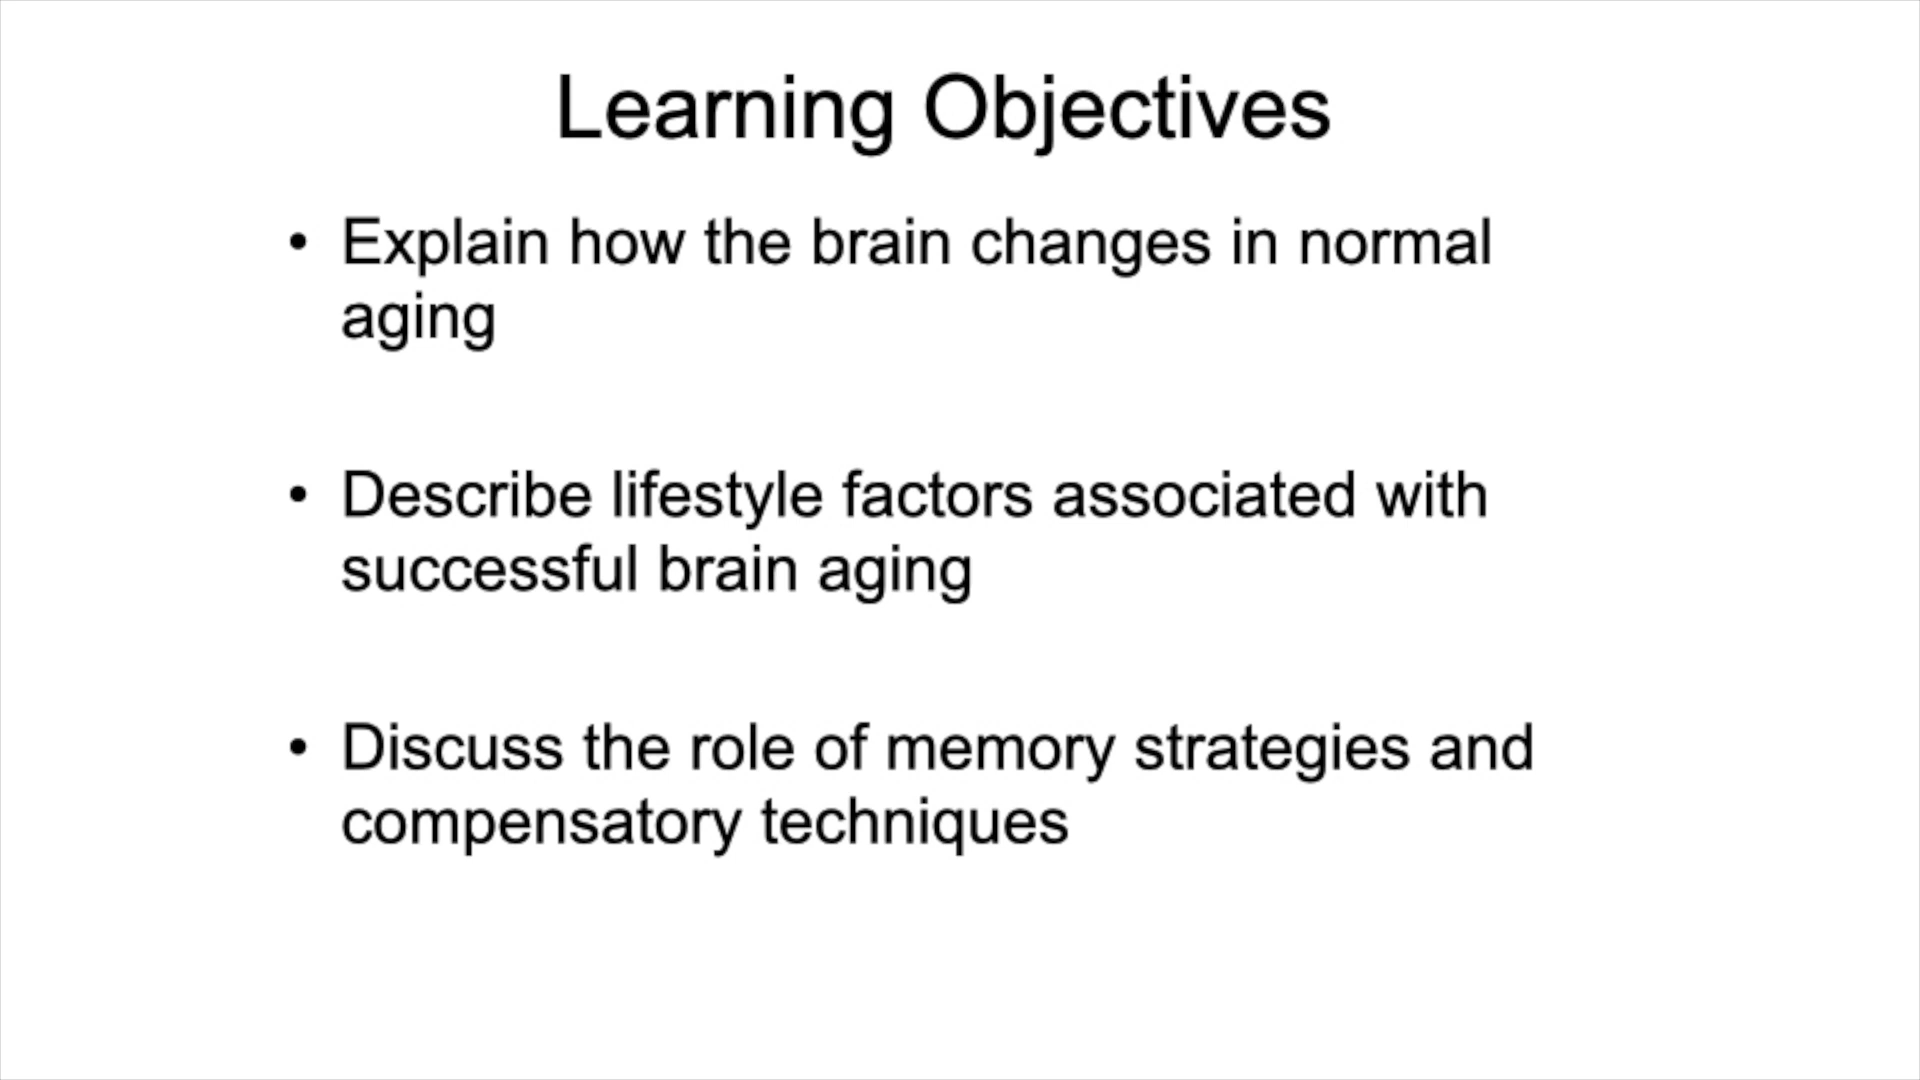 Learning Objectives
• Explain how the brain changes in normal
aging
• Describe lifestyle factors associated with
successful brain aging
• Discuss the role of memory strategies and
compensatory techniques